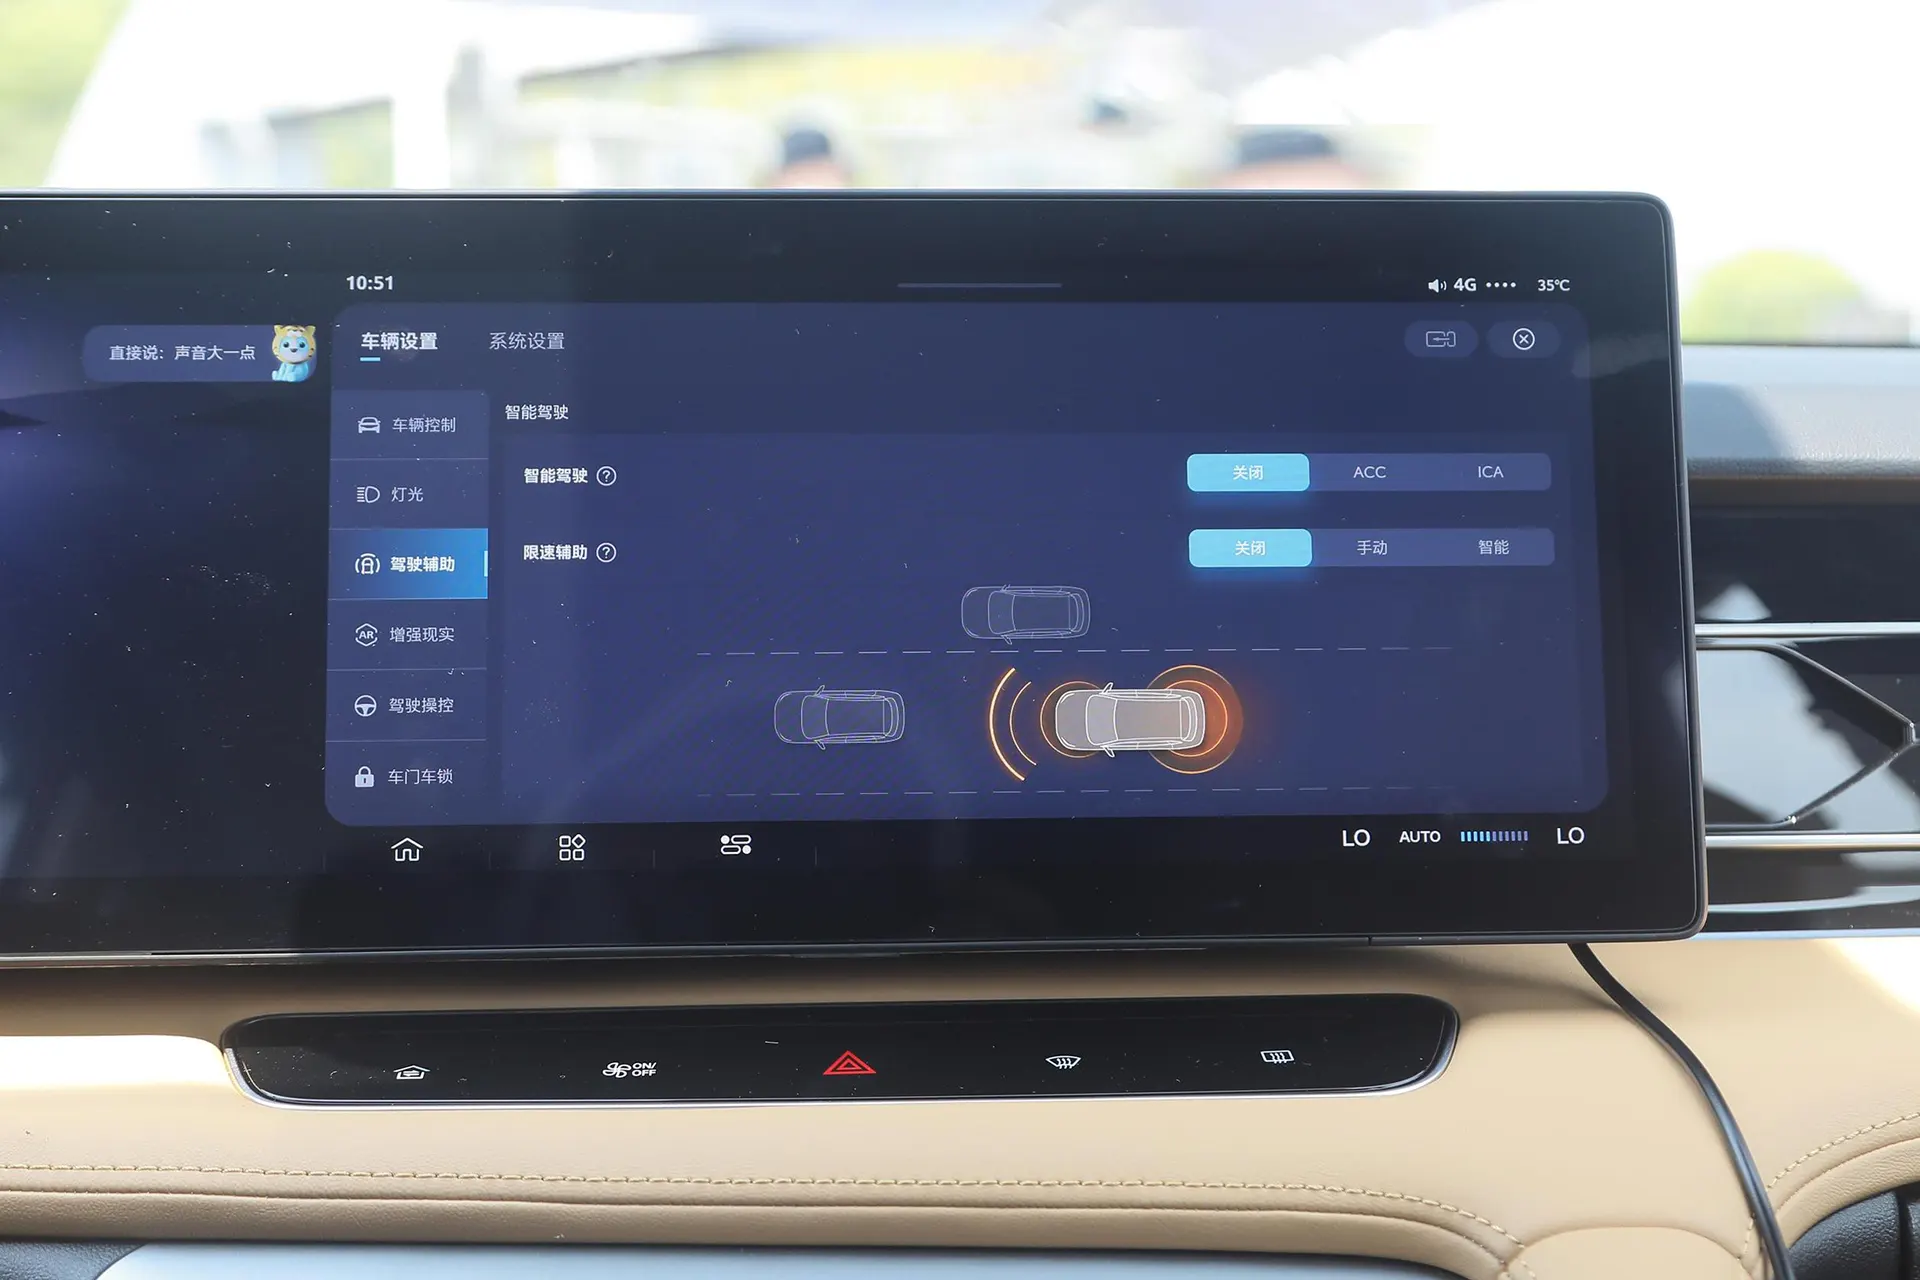 10:51
4G
35℃
直接说：声音大一点
车辆设置
系统设置
车辆控制
灯光
驾驶辅助
AR 增强现实
驾驶操控
车门车锁
智能驾驶
智能驾驶 ?
关闭 ACC ICA
限速辅助 ?
关闭 手动 智能
LO AUTO LO
ON/
OFF